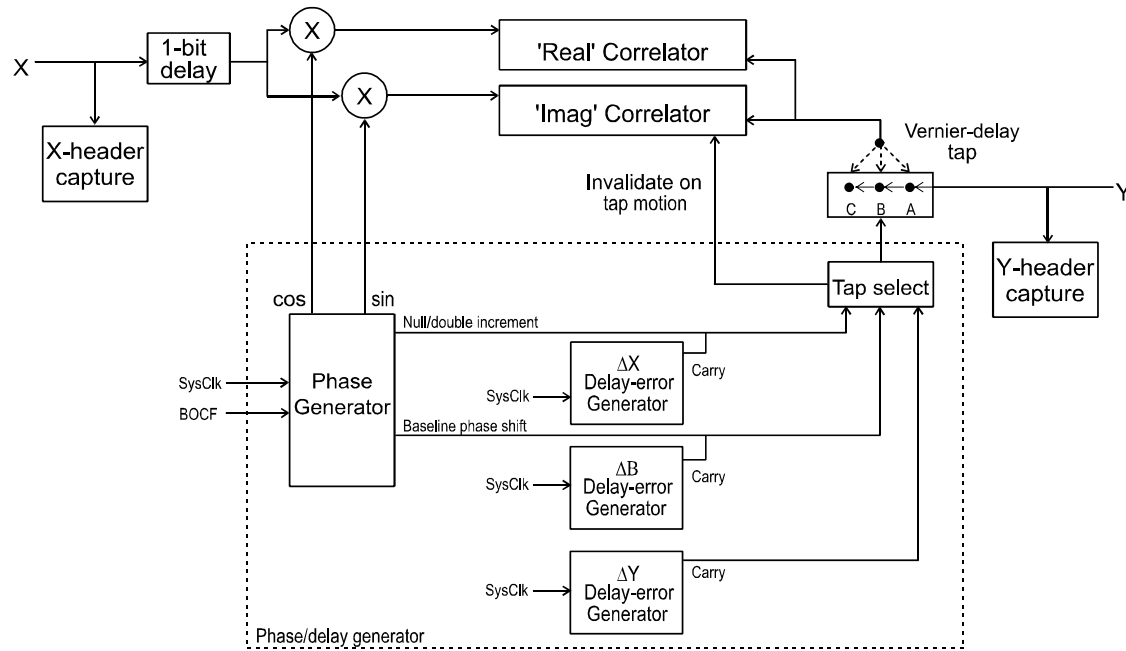 X
1-bit
delay
X
X
'Real' Correlator
'Imag' Correlator
X-header
capture
Vernier-delay
tap
C B A
Y
Invalidate on
tap motion
Y-header
capture
Tap select
cos
sin
Null/double increment
Phase
Generator
SysClk
BOCF
ΔX
Delay-error
Generator
SysClk
Carry
Baseline phase shift
ΔB
Delay-error
Generator
SysClk
Carry
ΔY
Delay-error
Generator
SysClk
Carry
Phase/delay generator